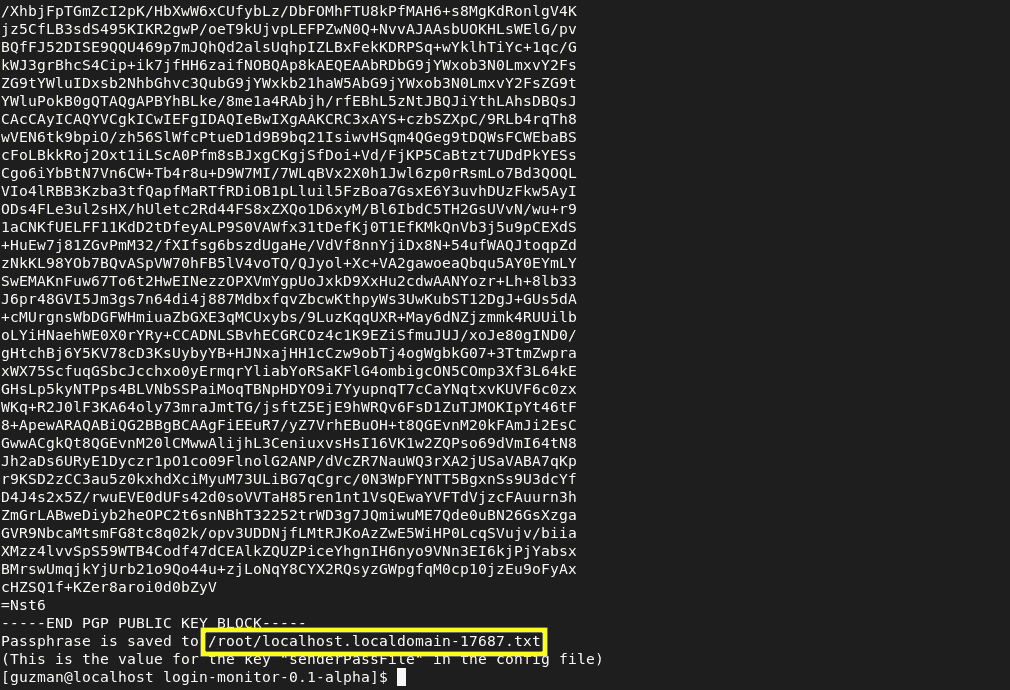 /XhbjFpTGmZcI2pK/HbXwW6xCUfybLz/DbFOMhFTU8kPfMAH6+s8MgKdRonlgV4K
jz5CfLB3sdS495KIKR2gwP/oeT9kUjvpLEFPZwN0Q+NvvAJAAsbUOKHLsWElG/pv
BQfFJ52DISE9QQU469p7mJQhQd2alsUqhpIZLBxFekKDRPSq+wYklhTiYc+1qc/G
kWJ3grBhcS4Cip+ik7jfHH6zaifNOBQAp8kAEQEAAbRDbG9jYWxob3N0LmxvY2Fs
ZG9tYWluIDxsb2NhbGhvc3QubG9jYWxkb21haW5AbG9jYWxob3N0LmxvY2FsZG9t
YWluPokB0gQTAQgAPBYhBLke/8me1a4RAbjh/rfEBhL5zNtJBQJiYthLAhsDBQsJ
CAcCAyICAQYVCgkICwIEFgIDAQIeBwIXgAAKCRC3xAYS+czbSZXpC/9RLb4rqTh8
wVEN6tk9bpiO/zh56SlWfcPtueD1d9B9bq21IsiwvHSqm4QGeg9tDQWsFCWEbaBS
cFoLBkkRoj2Oxt1iLScA0Pfm8sBJxgCKgjSfDoi+Vd/FjKP5CaBtzt7UDdPkYESs
Cgo6iYbBtN7Vn6CW+Tb4r8u+D9W7MI/7WLqBVx2X0h1Jwl6zp0rRsmLo7Bd3QOQL
VIo4lRBB3Kzba3tfQapfMaRTfRDiOB1pLluil5FzBoa7GsxE6Y3uvhDUzFkw5AyI
ODs4FLe3ul2sHX/hUletc2Rd44FS8xZXQo1D6xyM/Bl6IbdC5TH2GsUVvN/wu+r9
1aCNKfUELFF11KdD2tDfeyALP9S0VAWfx31tDefKj0T1EfKMkQnVb3j5u9pCEXdS
+HuEw7j81ZGvPmM32/fXIfsg6bszdUgaHe/VdVf8nnYjiDx8N+54ufWAQJtoqpZd
zNkKL98YOb7BQvASpVW70hFB5lV4voTQ/QJyol+Xc+VA2gawoeaQbqu5AY0EYmLY
SwEMAKnFuw67To6t2HwEINezzOPXVmYgpUoJxkD9XxHu2cdwAANYozr+Lh+8lb33
J6pr48GVI5Jm3gs7n64di4j887MdbxfqvZbcwKthpyWs3UwKubST12DgJ+GUs5dA
+cMUrgnsWbDGFWHmiuaZbGXE3qMCUxybs/9LuzKqqUXR+May6dNZjzmmk4RUUilb
oLYiHNaehWE0X0rYRy+CCADNLSBvhECGRCOz4c1K9EZiSfmuJUJ/xoJe80gIND0/
gHtchBj6Y5KV78cD3KsUybyYB+HJNxajHH1cCzw9obTj4ogWgbkG07+3TtmZwpra
xWX75ScfuqGSbcJcchxo0yErmqrYliabYoRSaKFlG4ombigcON5COmp3Xf3L64kE
GHsLp5kyNTPps4BLVNbSSPaiMoqTBNpHDYO9i7YyupnqT7cCaYNqtxvKUVF6c0zx
WKq+R2J0lF3KA64oly73mraJmtTG/jsftZ5EjE9hWRQv6FsD1ZuTJMOKIpYt46tF
8+ApewARAQABiQG2BBgBCAAgFiEEuR7/yZ7VrhEBuOH+t8QGEvnM20kFAmJi2EsC
GwwACgkQt8QGEvnM20lCMwwAlijhL3CeniuxvsHsI16VK1w2ZQPso69dVmI64tN8
Jh2aDs6URyE1Dyczr1pO1co09FlnolG2ANP/dVcZR7NauWQ3rXA2jUSaVABA7qKp
r9KSD2zCC3au5z0kxhdXciMyuM73ULiBG7qCgrc/0N3WpFYNTT5BgxnSs9U3dcYf
D4J4s2x5Z/rwuEVE0dUFs42d0soVVTaH85ren1nt1VsQEwaYVFTdVjzcFAuurn3h
ZmGrLABweDiyb2heOPC2t6snNBhT32252trWD3g7JQmiwuME7Qde0uBN26GsXzga
GVR9NbcaMtsmFG8tc8q02k/opv3UDDNjfLMtRJKoAzZwE5WiHP0LcqSVujv/biia
XMzz4lvvSpS59WTB4Codf47dCEAlkZQUZPiceYhgnIH6nyo9VNn3EI6kjPjYabsx
BMrswUmqjkYjUrb21o9Qo44u+zjLoNqY8CYX2RQsyzGWpgfqM0cp10jzEu9oFyAx
cHZSQ1f+KZer8aroi0d0bZyV
=Nst6
-----END PGP PUBLIC KEY BLOCK-----
Passphrase is saved to /root/localhost.localdomain-17687.txt
(This is the value for the key "senderPassFile" in the config file)
[guzman@localhost login-monitor-0.1-alpha]$